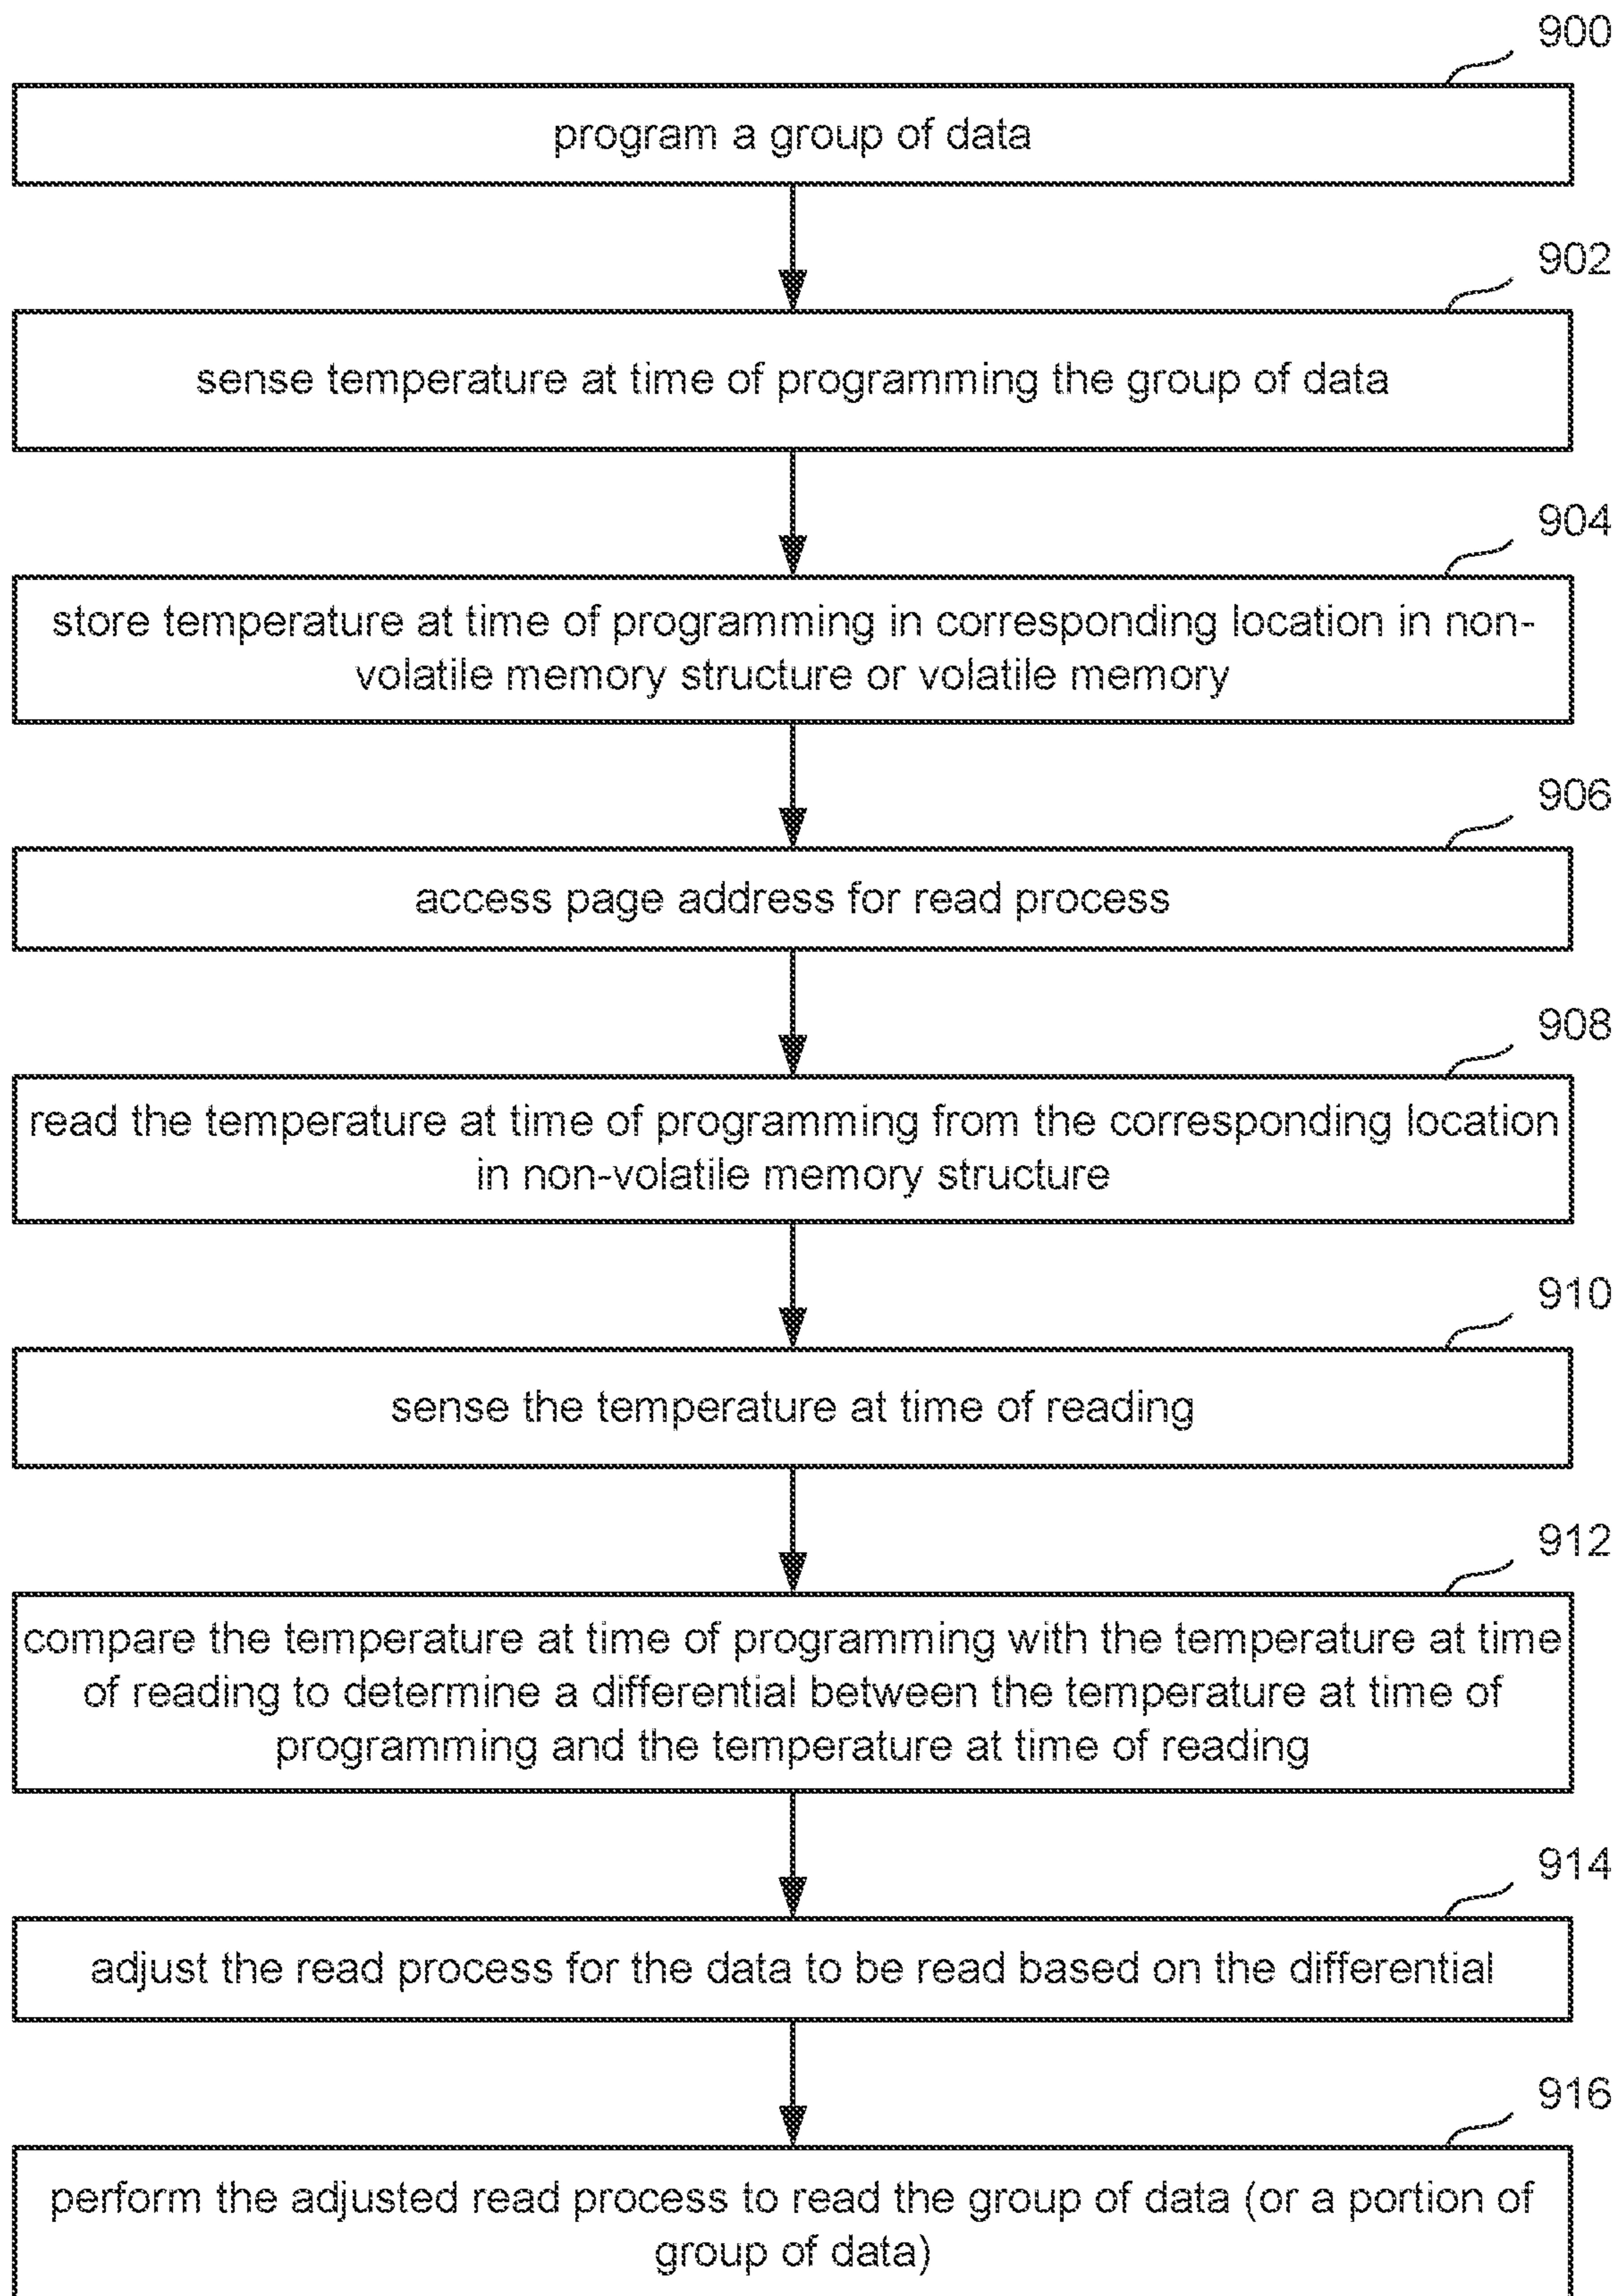 900
program a group of data
902
sense temperature at time of programming the group of data
904
store temperature at time of programming in corresponding location in non-
volatile memory structure or volatile memory
906
access page address for read process
908
read the temperature at time of programming from the corresponding location
in non-volatile memory structure
910
sense the temperature at time of reading
912
compare the temperature at time of programming with the temperature at time
of reading to determine a differential between the temperature at time of
programming and the temperature at time of reading
914
adjust the read process for the data to be read based on the differential
916
perform the adjusted read process to read the group of data (or a portion of
group of data)